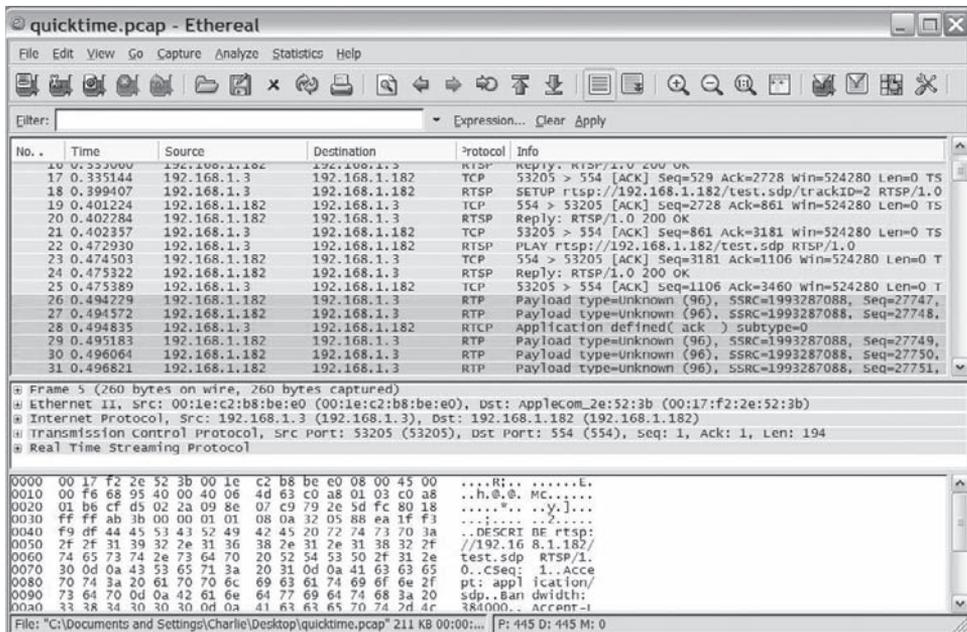 quicktime.pcap - Ethereal
File Edit View Go Capture Analyze Statistics Help
Filter: Expression... Clear Apply
No. . Time Source Destination Protocol Info
16 0.335060 192.168.1.182 192.168.1.3 RTSP Reply: RTSP/1.0 200 OK
17 0.335144 192.168.1.3 192.168.1.182 TCP 53205 > 554 [ACK] Seq=529 Ack=2728 Win=524280 Len=0 TS
18 0.399407 192.168.1.3 192.168.1.182 RTSP SETUP rtsp://192.168.1.182/test.sdp/trackID=2 RTSP/1.0
19 0.401224 192.168.1.182 192.168.1.3 TCP 554 > 53205 [ACK] Seq=2728 Ack=861 Win=524280 Len=0 TS
20 0.402284 192.168.1.182 192.168.1.3 RTSP Reply: RTSP/1.0 200 OK
21 0.402357 192.168.1.3 192.168.1.182 TCP 53205 > 554 [ACK] Seq=861 Ack=3181 Win=524280 Len=0 TS
22 0.472930 192.168.1.3 192.168.1.182 RTSP PLAY rtsp://192.168.1.182/test.sdp RTSP/1.0
23 0.474503 192.168.1.182 192.168.1.3 TCP 554 > 53205 [ACK] Seq=3181 Ack=1106 Win=524280 Len=0 T
24 0.475322 192.168.1.182 192.168.1.3 RTSP Reply: RTSP/1.0 200 OK
25 0.475389 192.168.1.3 192.168.1.182 TCP 53205 > 554 [ACK] Seq=1106 Ack=3460 Win=524280 Len=0 T
26 0.494229 192.168.1.182 192.168.1.3 RTP Payload type=Unknown (96), SSRC=1993287088, Seq=27747,
27 0.494572 192.168.1.182 192.168.1.3 RTP Payload type=Unknown (96), SSRC=1993287088, Seq=27748,
28 0.494835 192.168.1.3 192.168.1.182 RTCP Application defined( ack ) subtype=0
29 0.495183 192.168.1.182 192.168.1.3 RTP Payload type=Unknown (96), SSRC=1993287088, Seq=27749,
30 0.496064 192.168.1.182 192.168.1.3 RTP Payload type=Unknown (96), SSRC=1993287088, Seq=27750,
31 0.496821 192.168.1.182 192.168.1.3 RTP Payload type=Unknown (96), SSRC=1993287088, Seq=27751,
Frame 5 (260 bytes on wire, 260 bytes captured)
Ethernet II, Src: 00:1e:c2:b8:be:e0 (00:1e:c2:b8:be:e0), Dst: AppleCom_2e:52:3b (00:17:f2:2e:52:3b)
Internet Protocol, Src: 192.168.1.3 (192.168.1.3), Dst: 192.168.1.182 (192.168.1.182)
Transmission Control Protocol, Src Port: 53205 (53205), Dst Port: 554 (554), Seq: 1, Ack: 1, Len: 194
Real Time Streaming Protocol
0000 00 17 f2 2e 52 3b 00 1e c2 b8 be e0 08 00 45 00 ....R;.. ......E.
0010 00 f6 68 95 40 00 40 06 4d 63 c0 a8 01 03 c0 a8 ..h.@.@. Mc......
0020 01 b6 cf d5 02 2a 09 8e 07 c9 79 2e 5d fc 80 18 .....*.. ..y.]...
0030 ff ff ab 3b 00 00 01 01 08 0a 32 05 88 ea 1f f3 ...;.... ..2.....
0040 f9 df 44 45 53 43 52 49 42 45 20 72 74 73 70 3a ..DESCRI BE rtsp:
0050 2f 2f 31 39 32 2e 31 36 38 2e 31 2e 31 38 32 2f //192.16 8.1.182/
0060 74 65 73 74 2e 73 64 70 20 52 54 53 50 2f 31 2e test.sdp RTSP/1.
0070 30 0d 0a 43 53 65 71 3a 20 31 0d 0a 41 63 63 65 0..CSeq: 1..Acce
0080 70 74 3a 20 61 70 70 6c 69 63 61 74 69 6f 6e 2f pt: appl ication/
0090 73 64 70 0d 0a 42 61 6e 64 77 69 64 74 68 3a 20 sdp..Ban dwidth:
00a0 33 38 34 30 30 30 0d 0a 41 63 63 65 70 74 2d 4c 384000.. Accept-L
File: "C:\Documents and Settings\Charlie\Desktop\quicktime.pcap" 211 KB 00:00:... P: 445 D: 445 M: 0